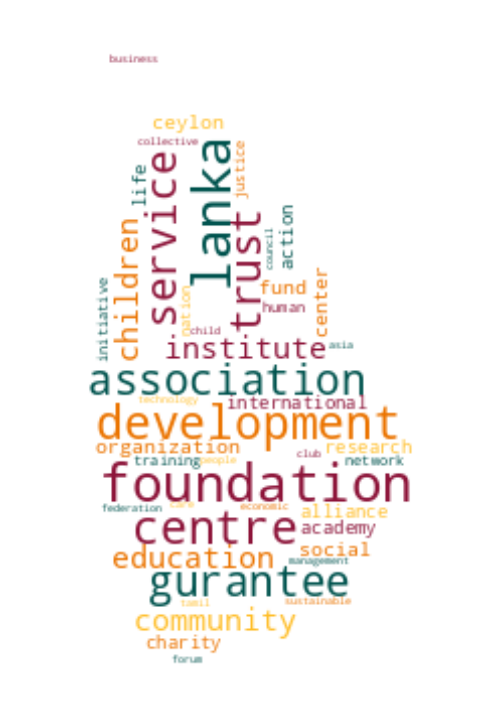 business
ceylon
collective
service
lanka
justice
life
children
trust
council
action
initiative
nation
fund
center
human
child
institute
asia
association
technology
international
development
organization
research
club
training
people
network
foundation
federation
care
economic
alliance
centre
academy
education
social
management
gurantee
tamil
sustainable
community
charity
forum